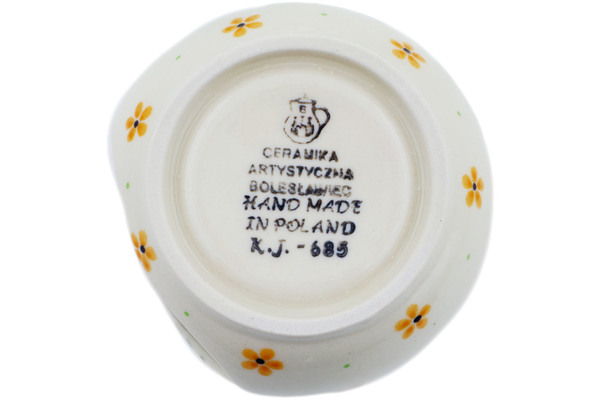 CERAMIKA
ARTYSTYCZNA
BOLESŁAWIEC
HAND MADE
IN POLAND
K.J. - 685